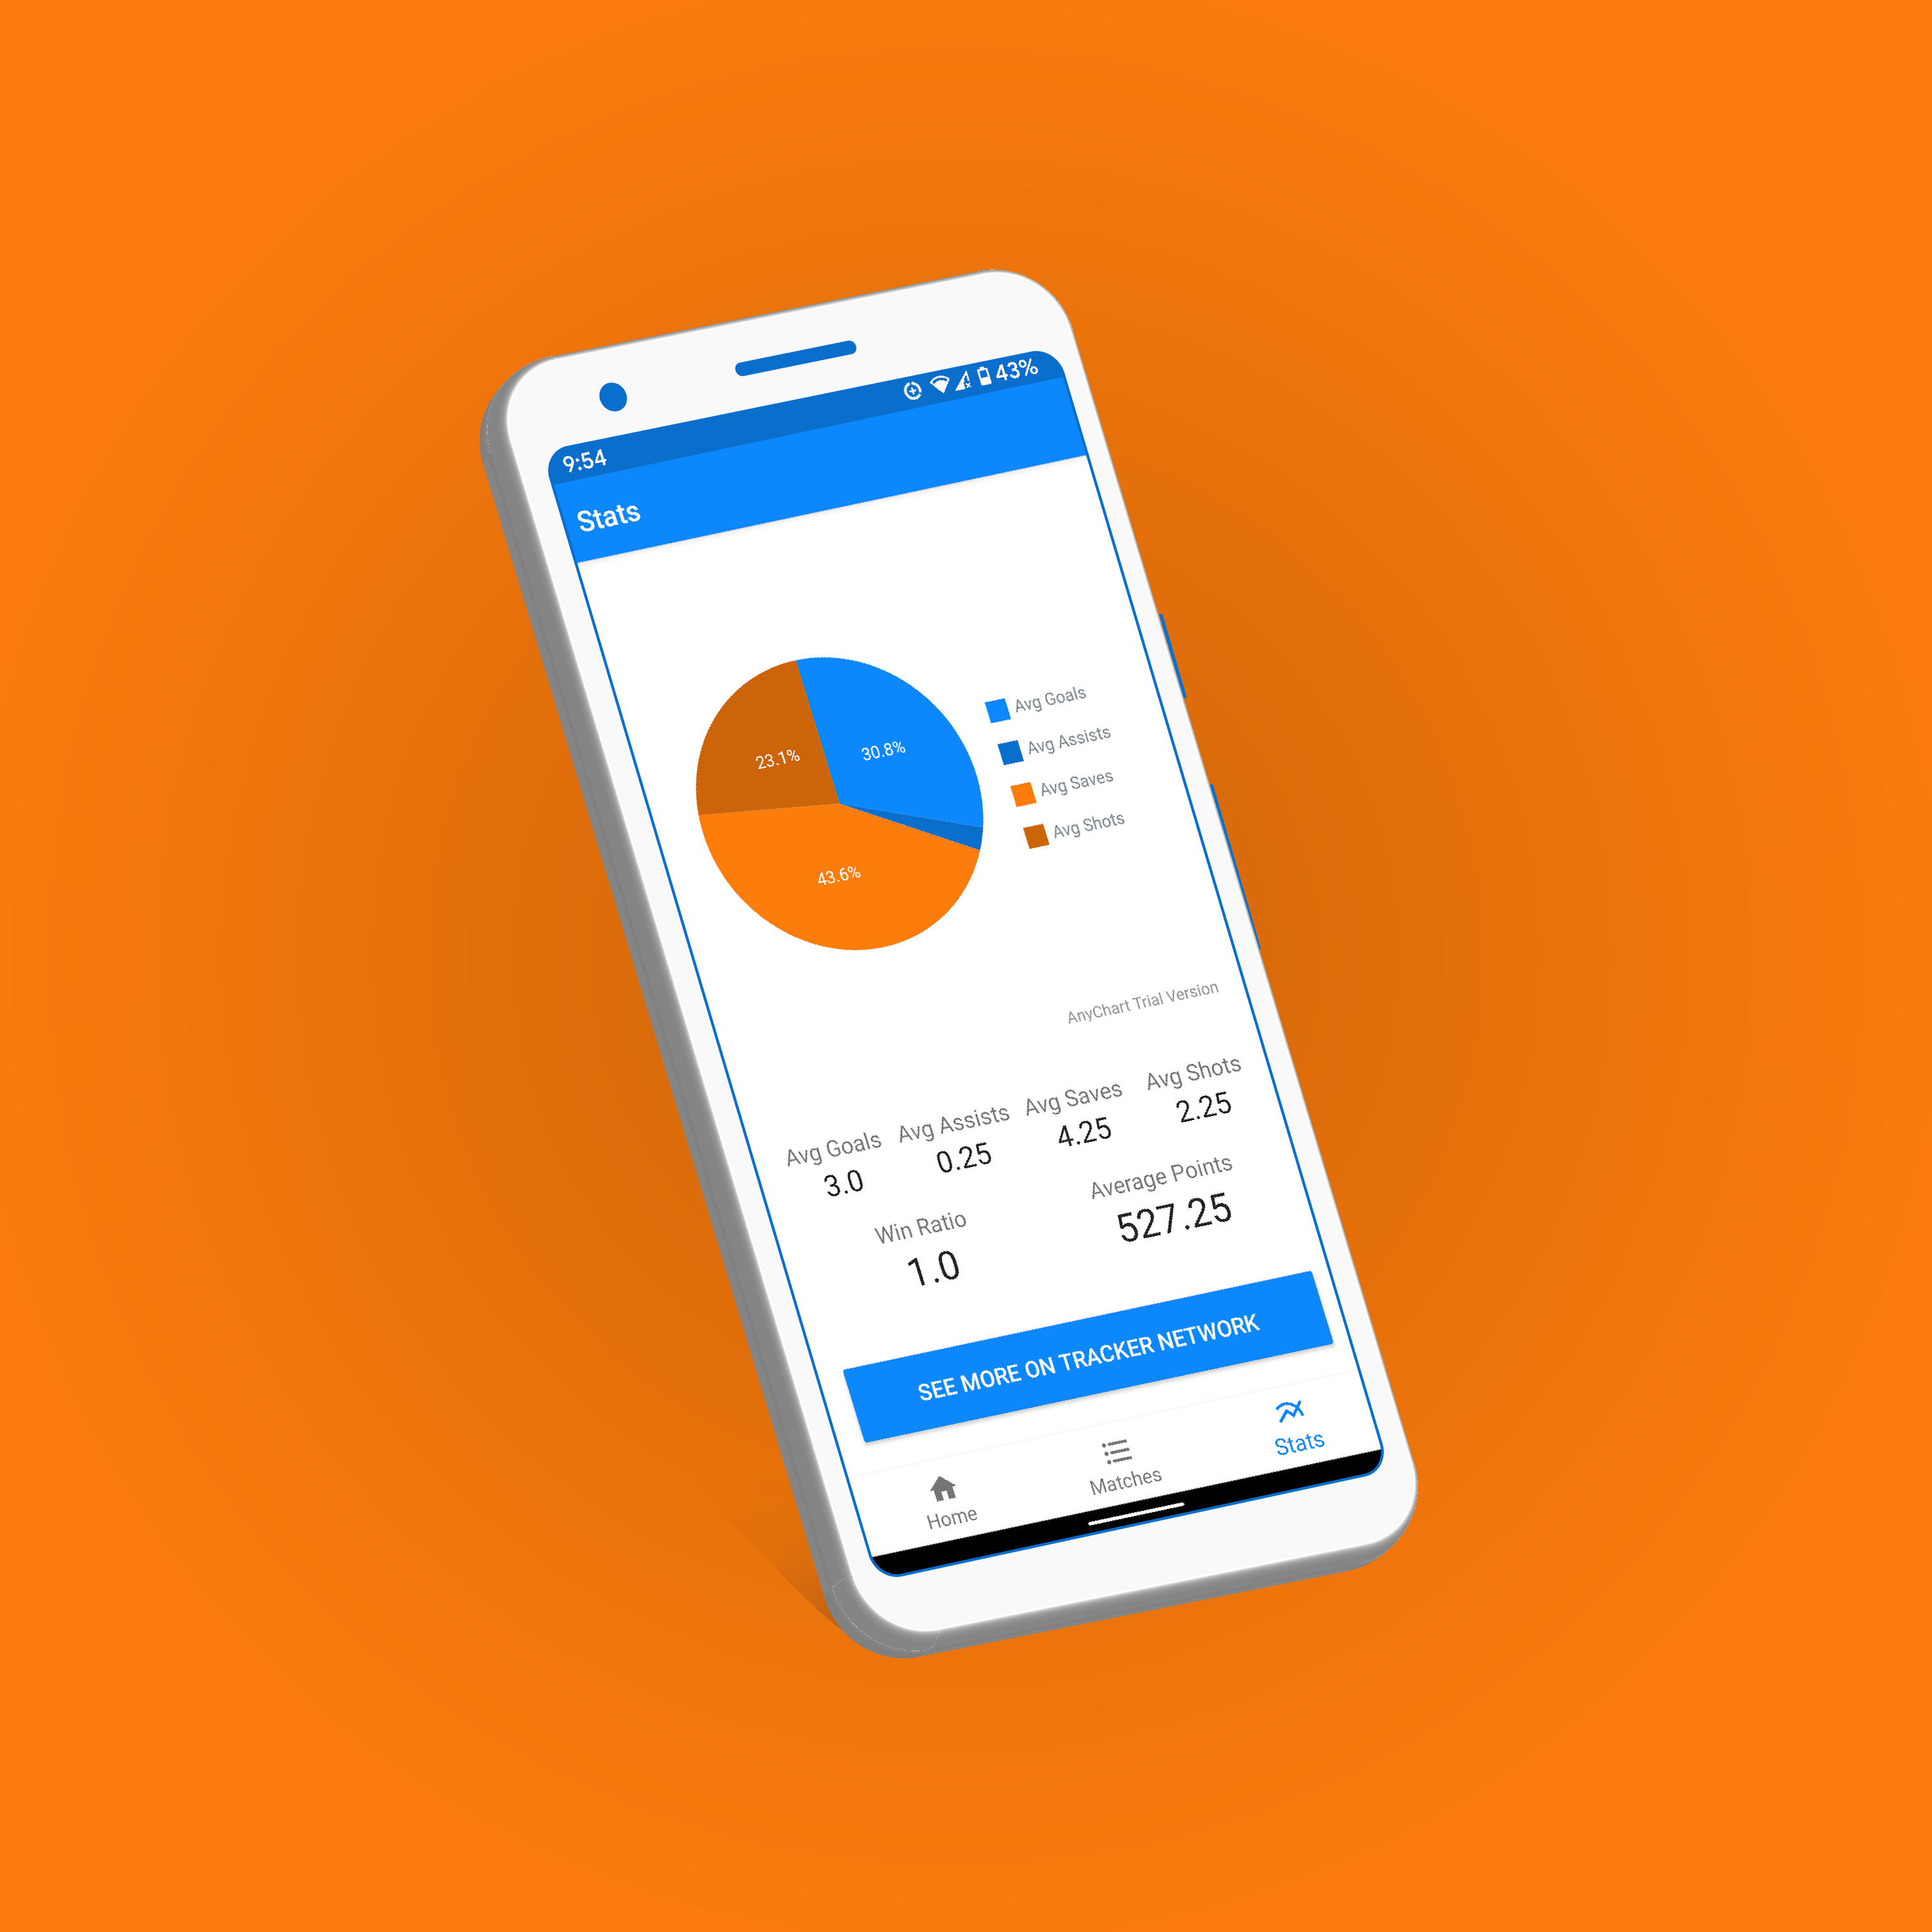 9:54
43%
Stats
23.1%
30.8%
43.6%
Avg Goals
Avg Assists
Avg Saves
Avg Shots
AnyChart Trial Version
Avg Goals
3.0
Avg Assists
0.25
Avg Saves
4.25
Avg Shots
2.25
Win Ratio
1.0
Average Points
527.25
SEE MORE ON TRACKER NETWORK
Home
Matches
Stats